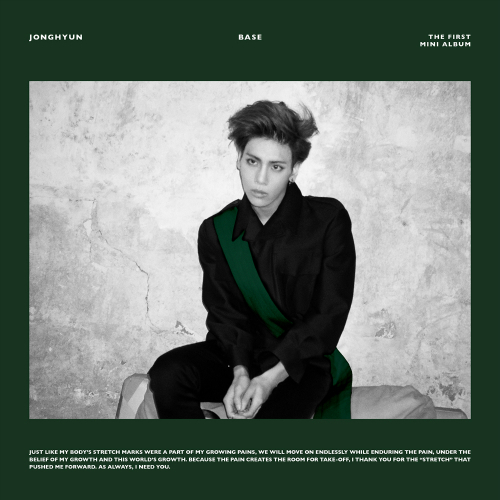 JONGHYUN
BASE
THE FIRST
MINI ALBUM
JUST LIKE MY BODY'S STRETCH MARKS WERE A PART OF MY GROWING PAINS, WE WILL MOVE ON ENDLESSLY WHILE ENDURING THE PAIN, UNDER THE
BELIEF OF MY GROWTH AND THIS WORLD'S GROWTH. BECAUSE THE PAIN CREATES THE ROOM FOR TAKE-OFF, I THANK YOU FOR THE "STRETCH" THAT
PUSHED ME FORWARD. AS ALWAYS, I NEED YOU.